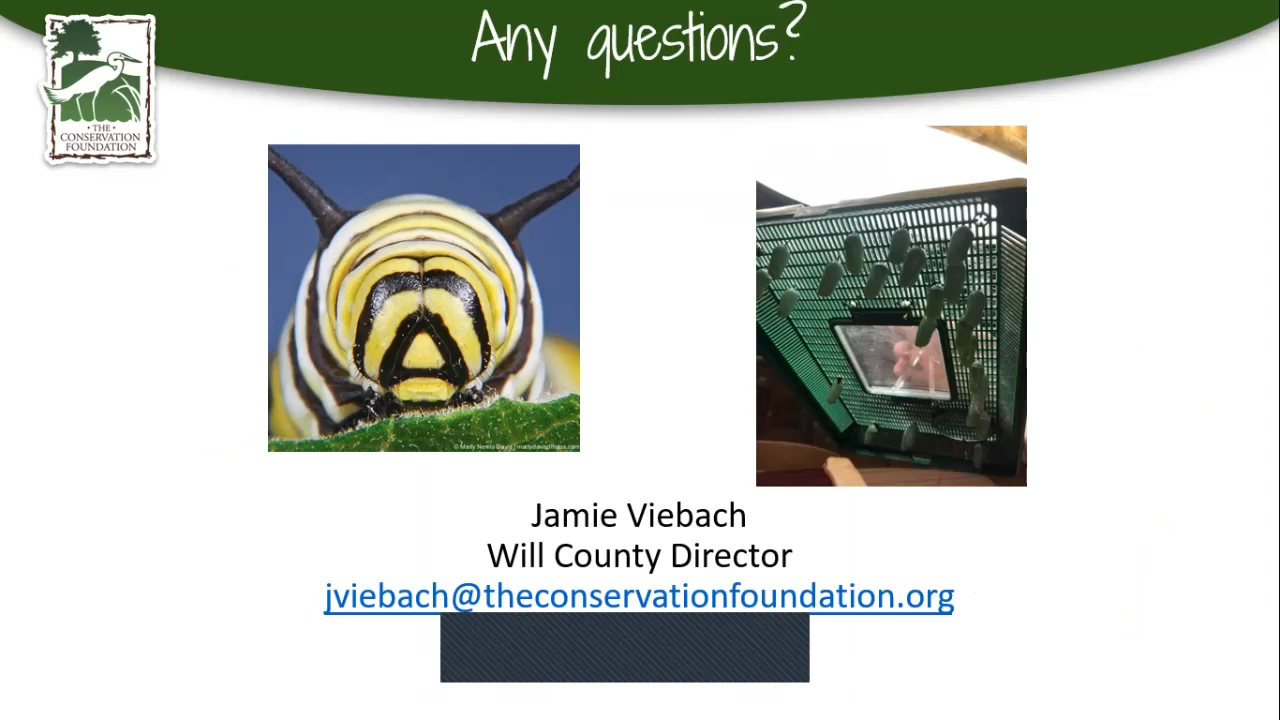 Any questions?
• THE •
CONSERVATION
FOUNDATION
Jamie Viebach
Will County Director
jviebach@theconservationfoundation.org